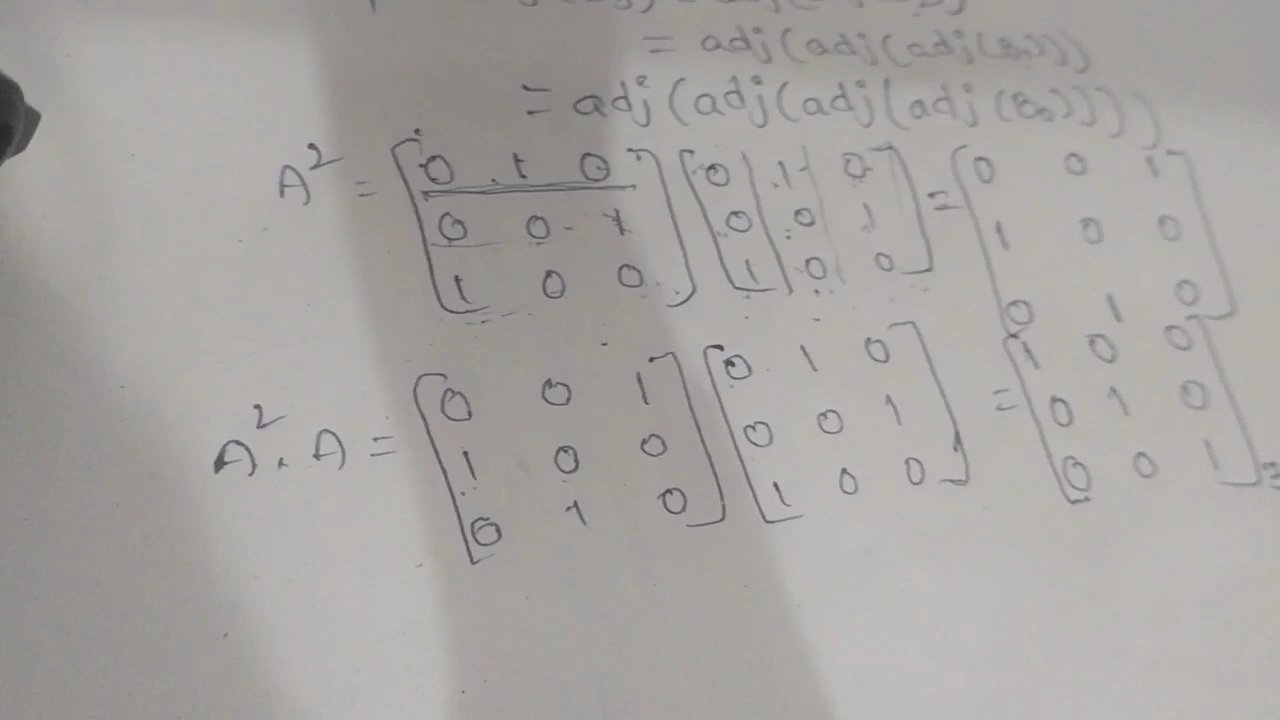 = adj(adj(adj(B₀)))
= adj(adj(adj(adj(B₀))))
A² = [0 1 0] [0 1 0] = [0 0 1]
[0 0 1] [0 0 1] [1 0 0]
[1 0 0] [1 0 0] [0 1 0]
A². A = [0 0 1] [0 1 0] = [1 0 0]
[1 0 0] [0 0 1] [0 1 0]
[0 1 0] [1 0 0] [0 0 1] =